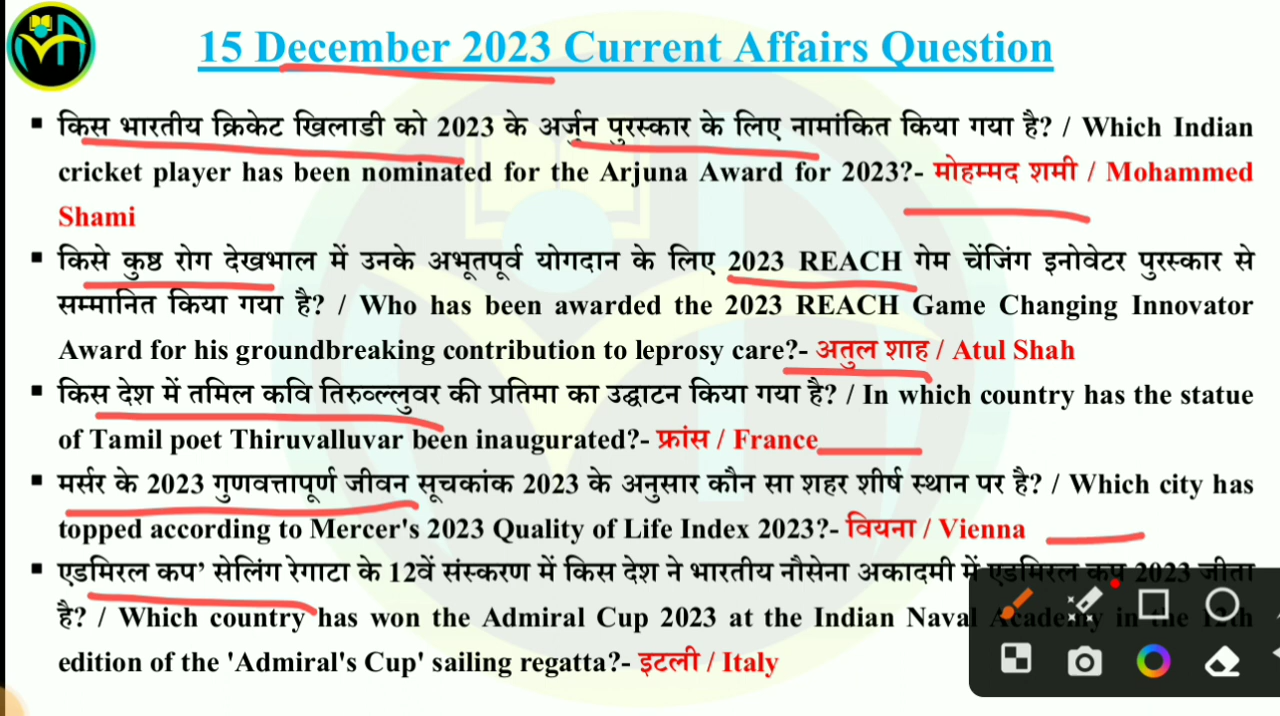 15 December 2023 Current Affairs Question
▪ किस भारतीय क्रिकेट खिलाडी को 2023 के अर्जुन पुरस्कार के लिए नामांकित किया गया है? / Which Indian
cricket player has been nominated for the Arjuna Award for 2023?- मोहम्मद शमी / Mohammed
Shami
▪ किसे कुष्ठ रोग देखभाल में उनके अभूतपूर्व योगदान के लिए 2023 REACH गेम चेंजिंग इनोवेटर पुरस्कार से
सम्मानित किया गया है? / Who has been awarded the 2023 REACH Game Changing Innovator
Award for his groundbreaking contribution to leprosy care?- अतुल शाह / Atul Shah
▪ किस देश में तमिल कवि तिरुव्ल्लुवर की प्रतिमा का उद्घाटन किया गया है? / In which country has the statue
of Tamil poet Thiruvalluvar been inaugurated?- फ्रांस / France
▪ मर्सर के 2023 गुणवत्तापूर्ण जीवन सूचकांक 2023 के अनुसार कौन सा शहर शीर्ष स्थान पर है? / Which city has
topped according to Mercer's 2023 Quality of Life Index 2023?- वियना / Vienna
▪ एडमिरल कप' सेलिंग रेगाटा के 12वें संस्करण में किस देश ने भारतीय नौसेना अकादमी में एडमिरल कप 2023 जीता
है? / Which country has won the Admiral Cup 2023 at the Indian Naval Academy in the 12th
edition of the 'Admiral's Cup' sailing regatta?- इटली / Italy